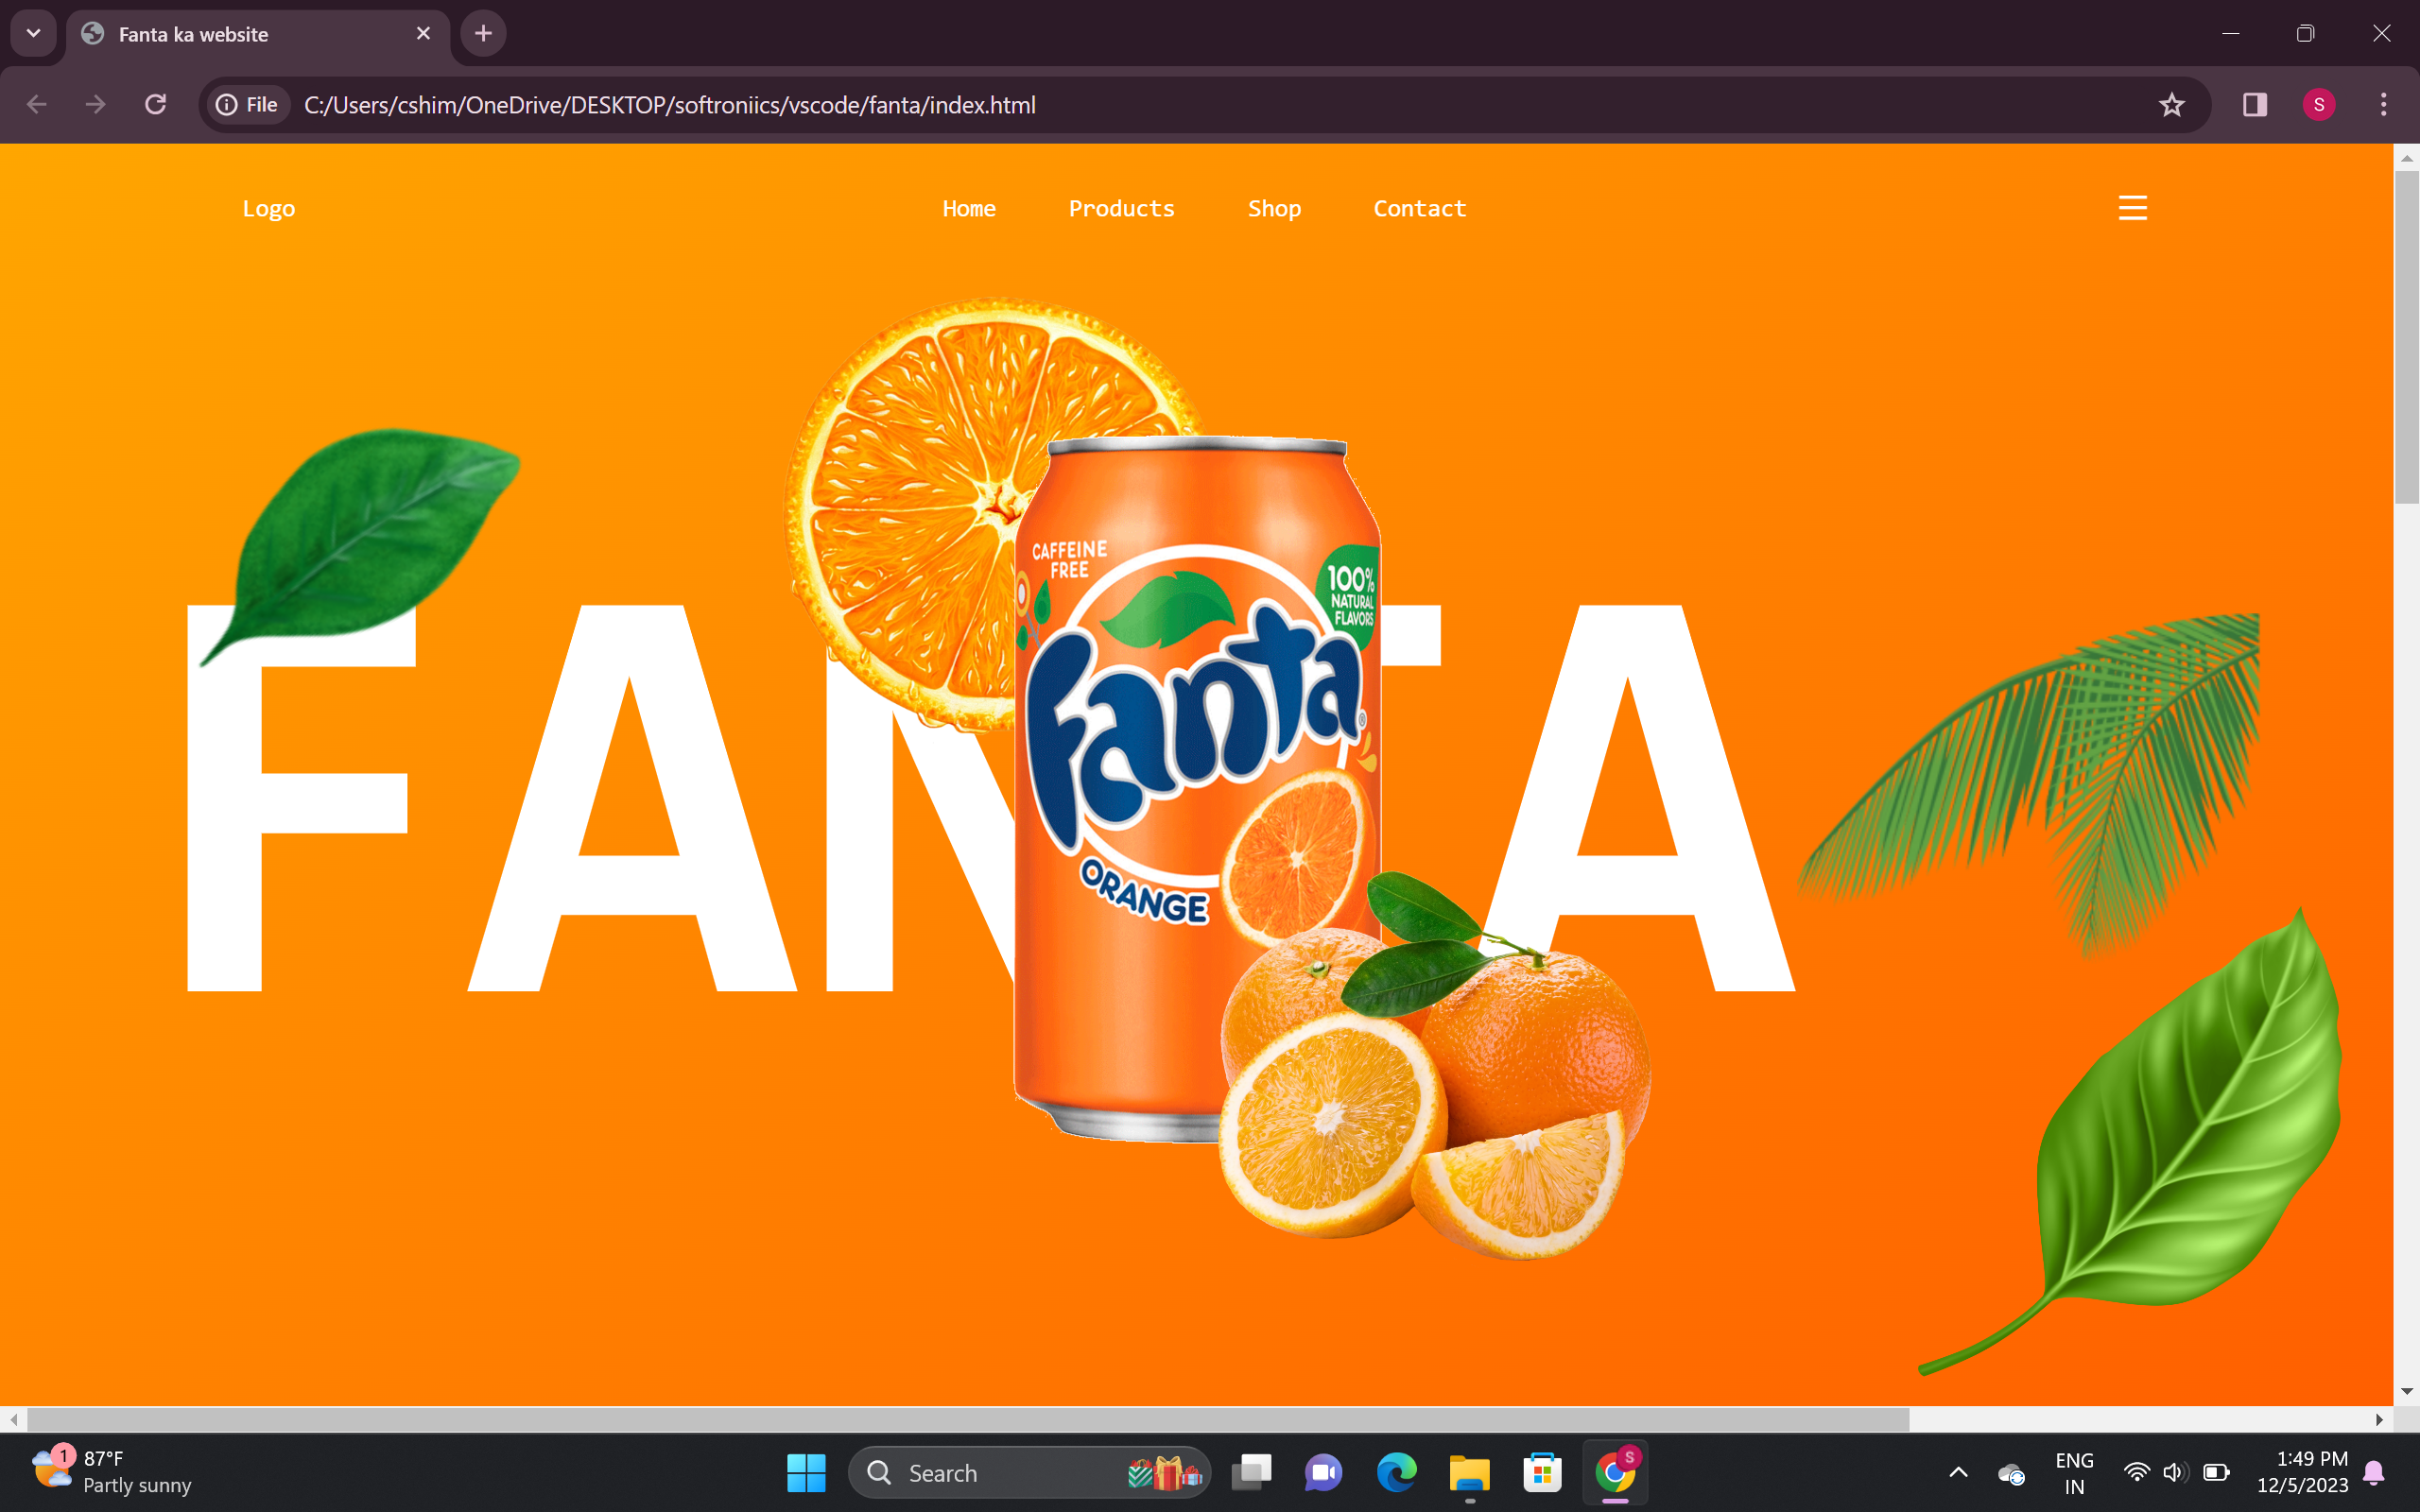 Fanta ka website
File
C:/Users/cshim/OneDrive/DESKTOP/softroniics/vscode/fanta/index.html
S
Logo
Home
Products
Shop
Contact
FANTA
CAFFEINE
FREE
100%
NATURAL
FLAVORS
Fanta
®
ORANGE
1
87°F
Partly sunny
Search
S
ENG
IN
1:49 PM
12/5/2023